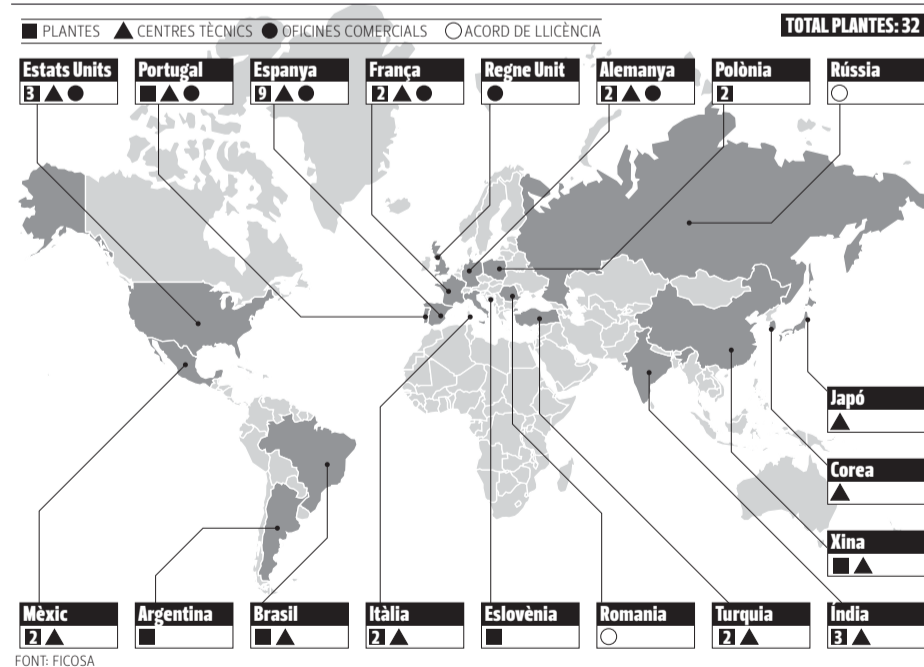 PLANTES CENTRES TÈCNICS OFICINES COMERCIALS ACORD DE LLICÈNCIA
TOTAL PLANTES: 32
Estats Units
3
Portugal
Espanya
9
França
2
Regne Unit
Alemanya
2
Polònia
2
Rússia
Japó
Corea
Xina
Mèxic
2
Argentina
Brasil
Itàlia
2
Eslovènia
Romania
Turquia
2
Índia
3
FONT: FICOSA